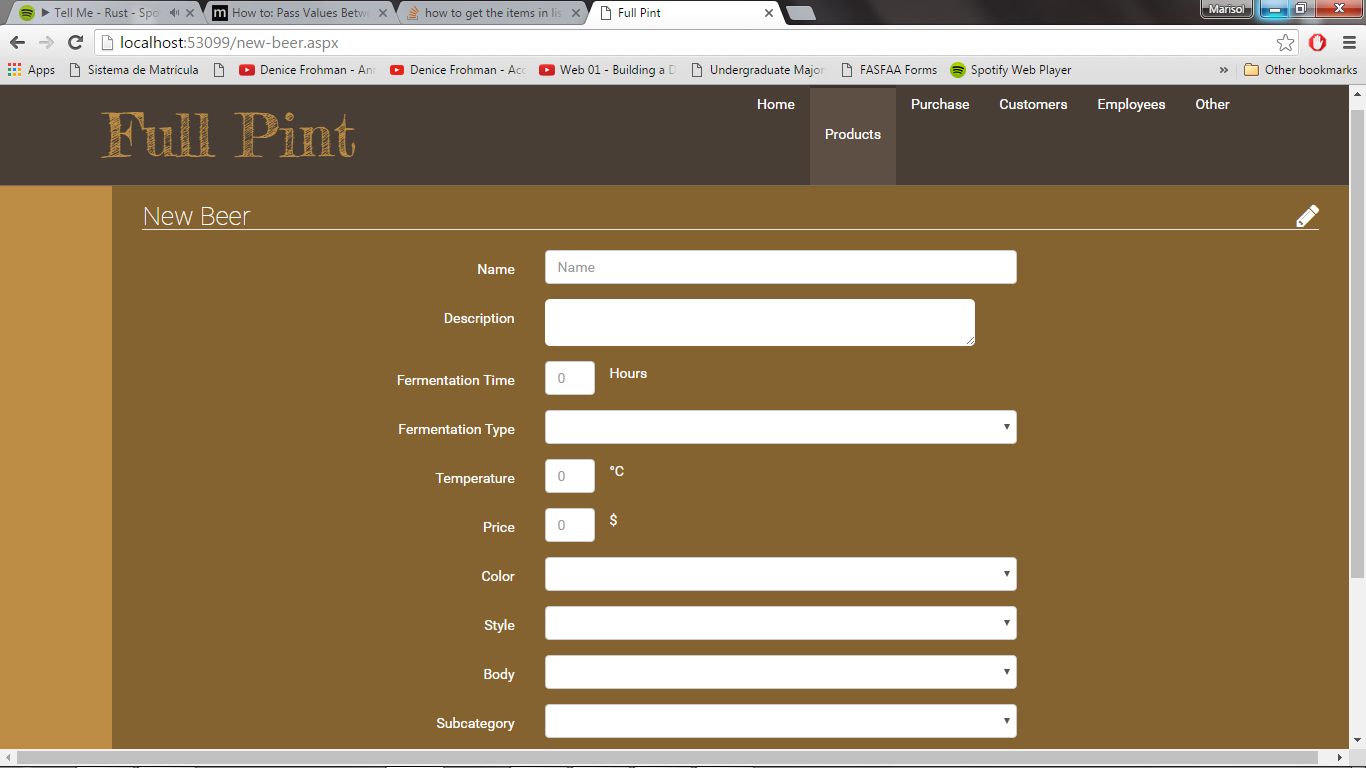 Tell Me - Rust - Spo
How to: Pass Values Betwe
how to get the items in lis
Full Pint
Marisol
localhost:53099/new-beer.aspx
Apps
Sistema de Matrícula
Denice Frohman - Ann
Denice Frohman - Acc
Web 01 - Building a D
Undergraduate Major
FASFAA Forms
Spotify Web Player
»
Other bookmarks
Full Pint
Home
Products
Purchase
Customers
Employees
Other
New Beer
Name
Name
Description
Fermentation Time
0
Hours
Fermentation Type
Temperature
0
°C
Price
0
$
Color
Style
Body
Subcategory